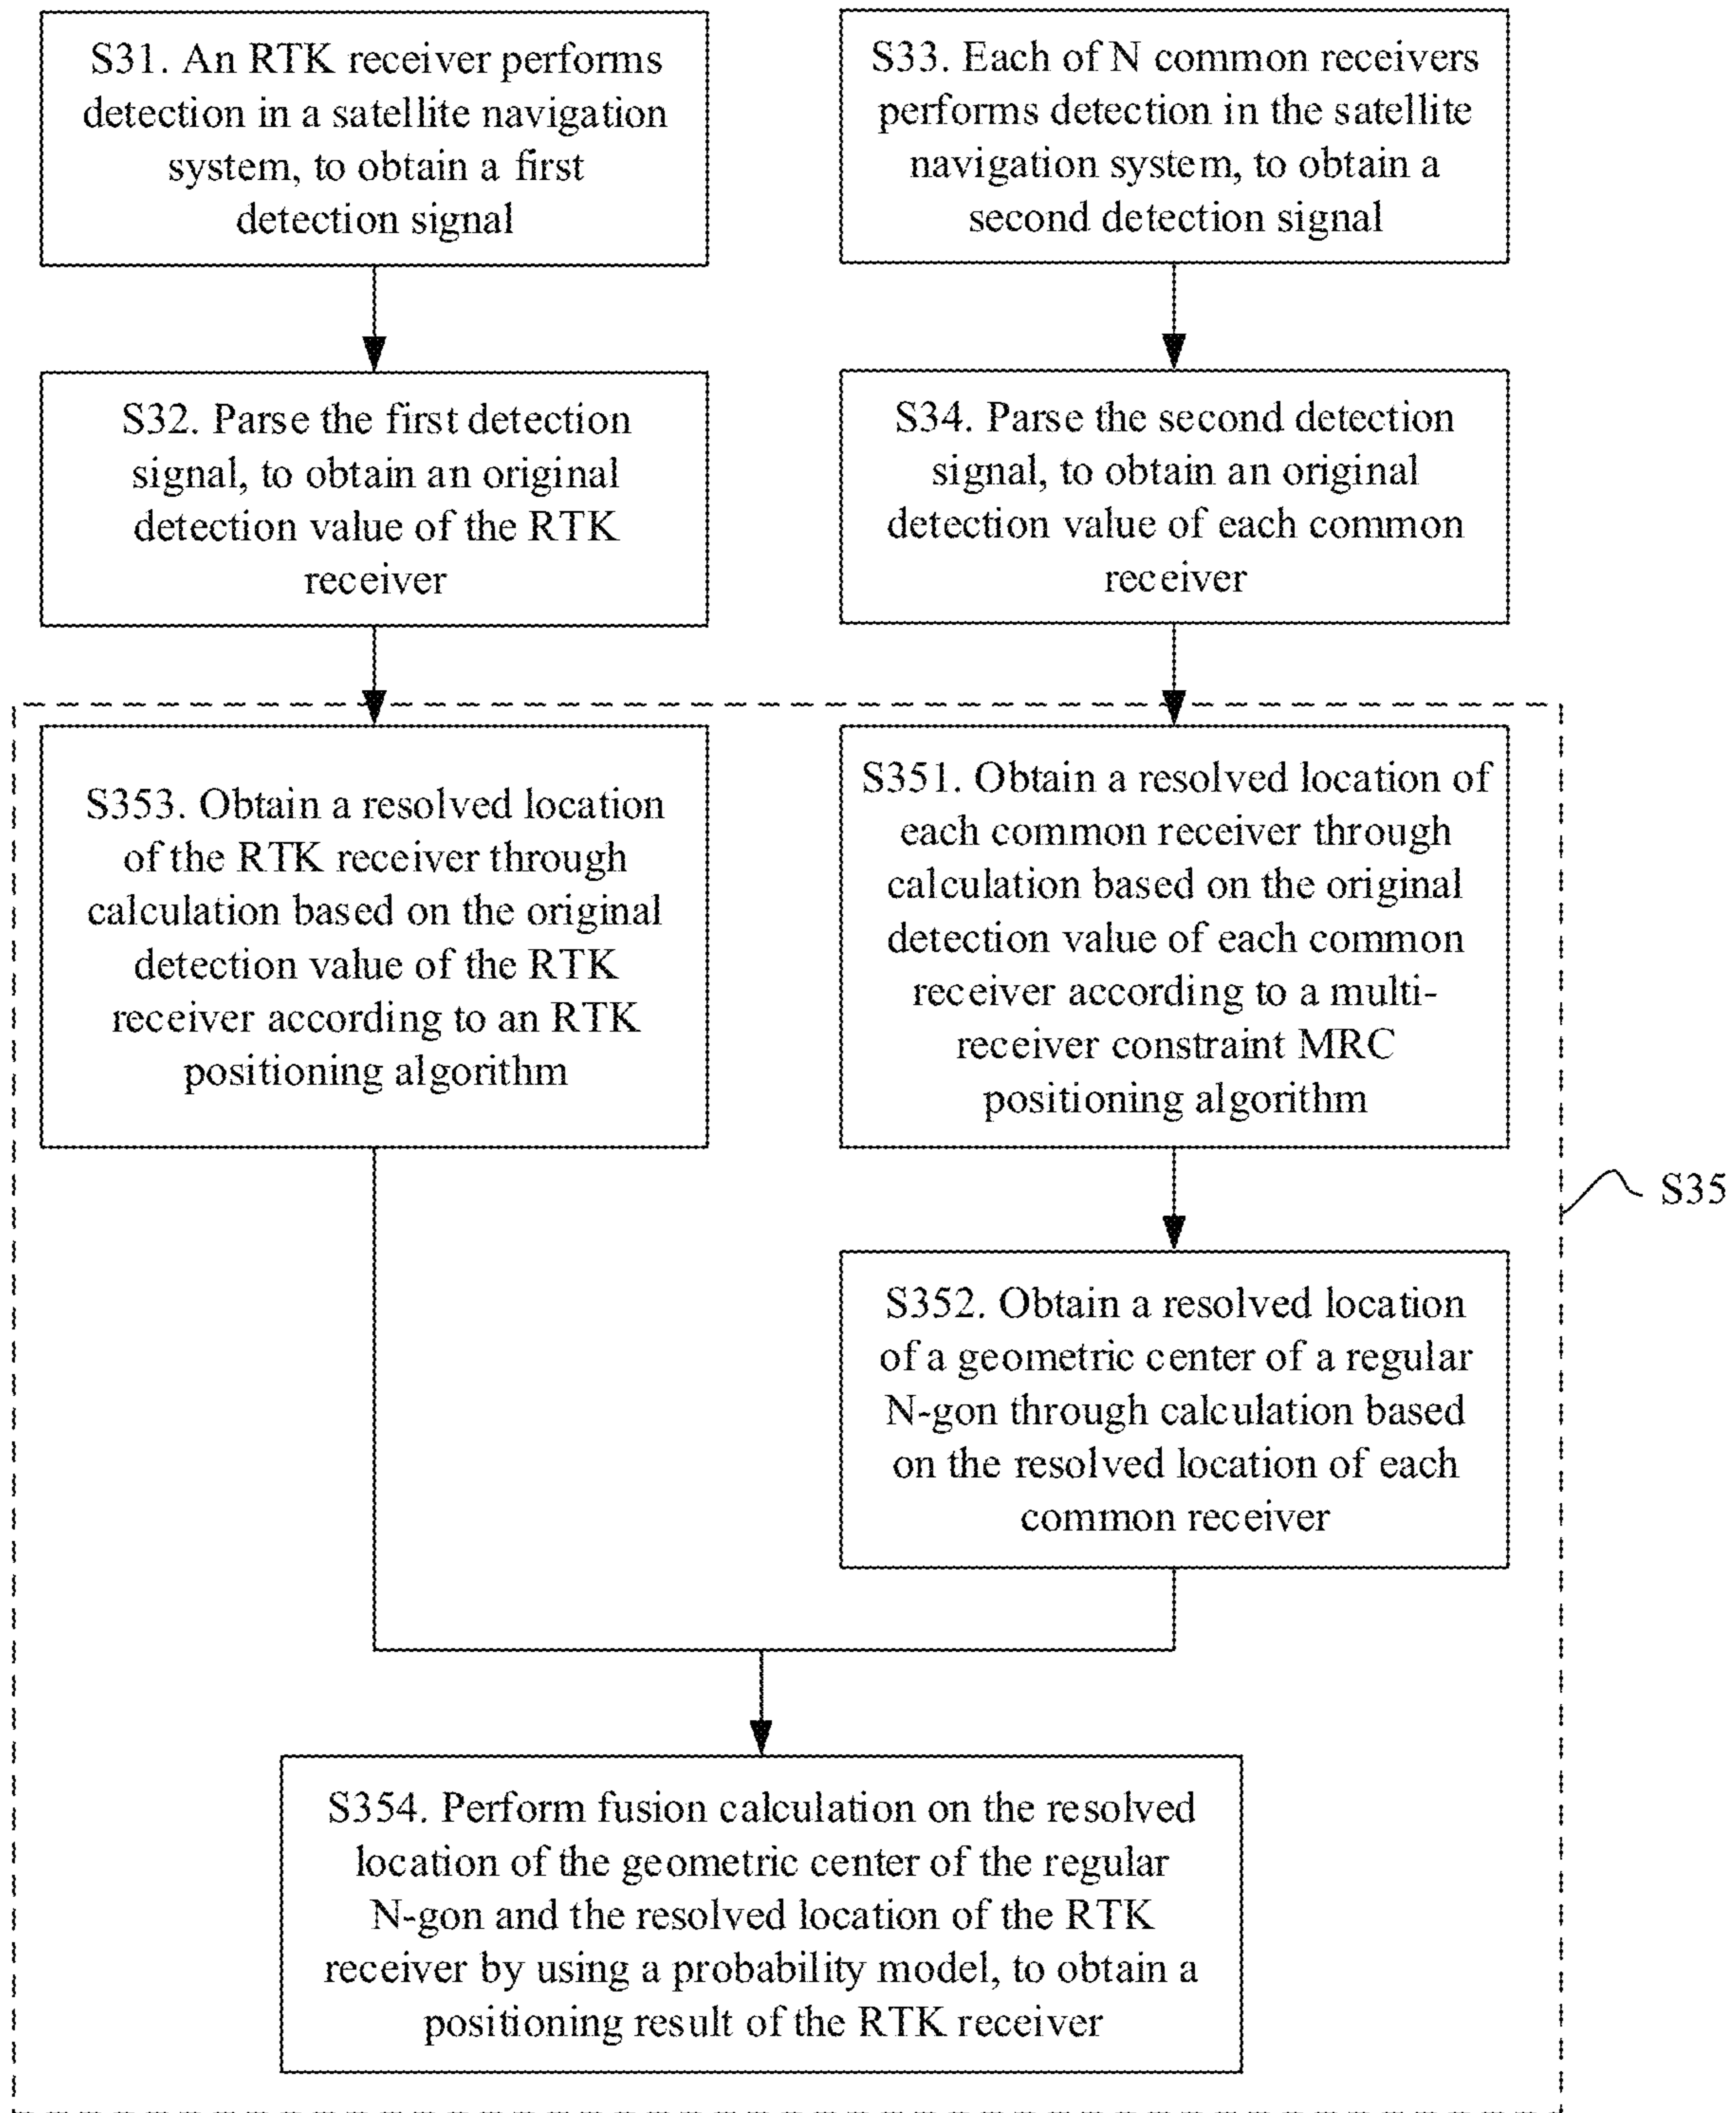 S31. An RTK receiver performs
detection in a satellite navigation
system, to obtain a first
detection signal
S33. Each of N common receivers
performs detection in the satellite
navigation system, to obtain a
second detection signal
S32. Parse the first detection
signal, to obtain an original
detection value of the RTK
receiver
S34. Parse the second detection
signal, to obtain an original
detection value of each common
receiver
S353. Obtain a resolved location
of the RTK receiver through
calculation based on the original
detection value of the RTK
receiver according to an RTK
positioning algorithm
S351. Obtain a resolved location of
each common receiver through
calculation based on the original
detection value of each common
receiver according to a multi-
receiver constraint MRC
positioning algorithm
S35
S352. Obtain a resolved location
of a geometric center of a regular
N-gon through calculation based
on the resolved location of each
common receiver
S354. Perform fusion calculation on the resolved
location of the geometric center of the regular
N-gon and the resolved location of the RTK
receiver by using a probability model, to obtain a
positioning result of the RTK receiver